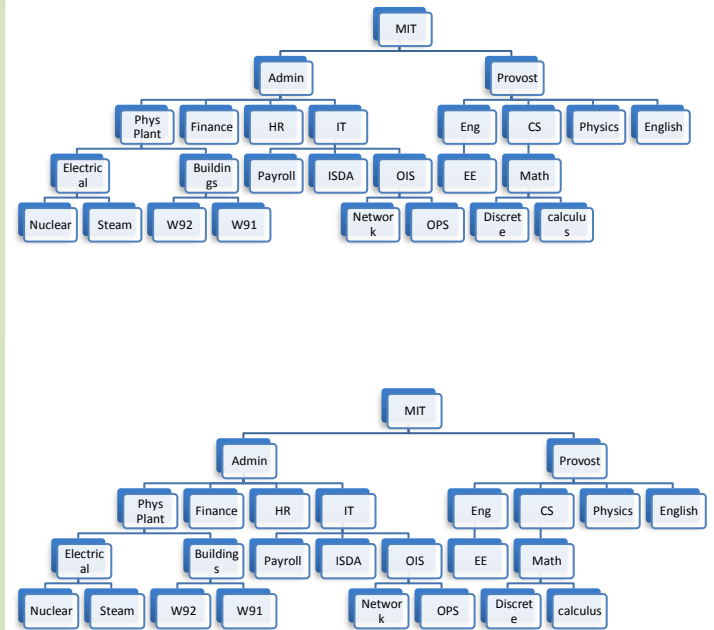 MIT
Admin
Provost
Phys
Plant
Finance
HR
IT
Eng
CS
Physics
English
Electric
al
Buildin
gs
Payroll
ISDA
OIS
EE
Math
Nuclear
Steam
W92
W91
Networ
k
OPS
Discret
e
calculu
s
MIT
Admin
Provost
Phys
Plant
Finance
HR
IT
Eng
CS
Physics
English
Electric
al
Building
s
Payroll
ISDA
OIS
EE
Math
Nuclear
Steam
W92
W91
Networ
k
OPS
Discret
e
calculus